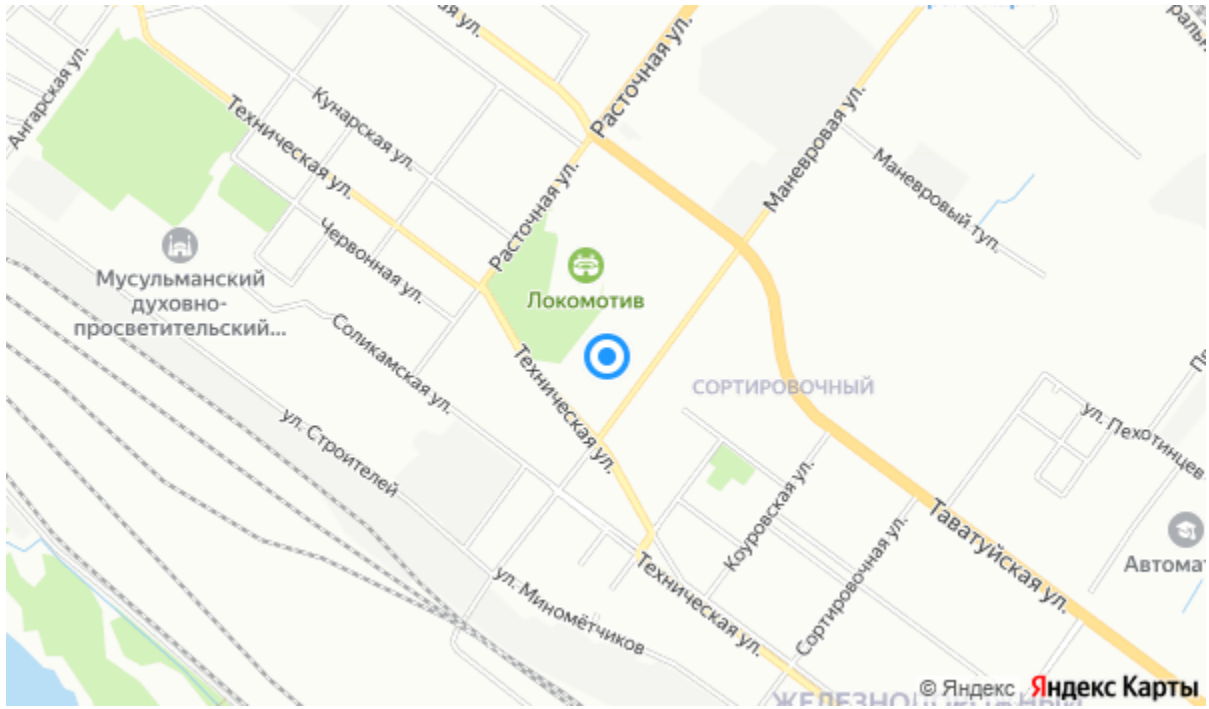 Ангарская ул.
Техническая ул.
Кунарская ул.
Расточная ул.
Маневровая ул.
Маневровый туп.
Расточная ул.
Червонная ул.
Мусульманский
духовно-
просветительский...
Локомотив
Соликамская ул.
Техническая ул.
СОРТИРОВОЧНЫЙ
ул. Строителей
ул. Пехотинцев
Коуровская ул.
Сортировочная ул.
Таватуйская ул.
ул. Миномётчиков
Техническая ул.
© Яндекс Яндекс Карты